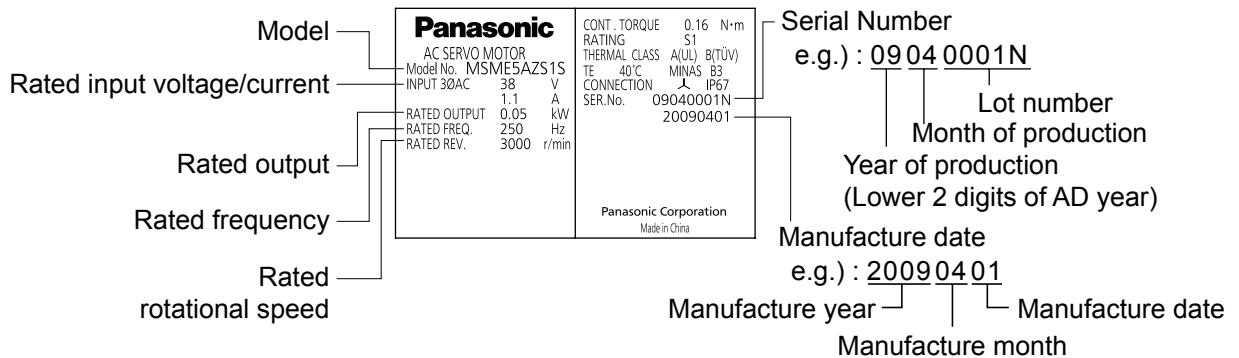 Model
Rated input voltage/current
Rated output
Rated frequency
Rated
rotational speed
Panasonic
AC SERVO MOTOR
Model No. MSME5AZS1S
INPUT 3ØAC 38 V
1.1 A
RATED OUTPUT 0.05 kW
RATED FREQ. 250 Hz
RATED REV. 3000 r/min
CONT. TORQUE 0.16 N·m
RATING S1
THERMAL CLASS A(UL) B(TÜV)
TE 40℃ MINAS B3
CONNECTION IP67
SER.No. 09040001N
20090401
Panasonic Corporation
Made in China
Serial Number
e.g.) : 09 04 0001N
Lot number
Month of production
Year of production
(Lower 2 digits of AD year)
Manufacture date
e.g.) : 2009 04 01
Manufacture year
Manufacture date
Manufacture month